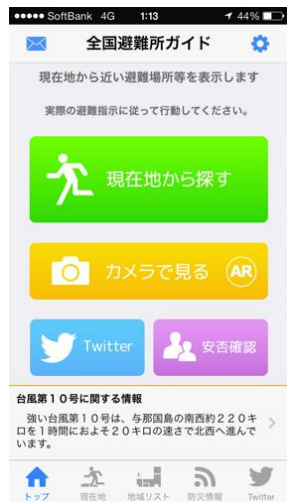 SoftBank 4G 1:13 44%
全国避難所ガイド
現在地から近い避難場所等を表示します
実際の避難指示に従って行動してください。
現在地から探す
カメラで見る AR
Twitter 安否確認
台風第10号に関する情報
強い台風第10号は、与那国島の南西約220キ
ロを1時間におよそ20キロの速さで北西へ進んで
います。
トップ 現在地 地域リスト 防災情報 Twitter